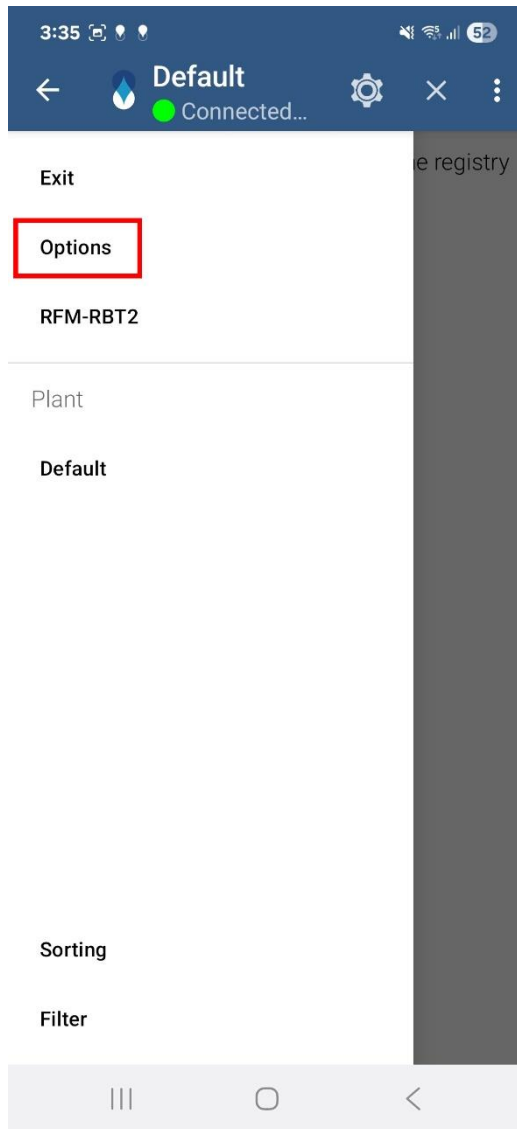 3:35 52
Default
Connected...
e registry
Exit
Options
RFM-RBT2
Plant
Default
Sorting
Filter